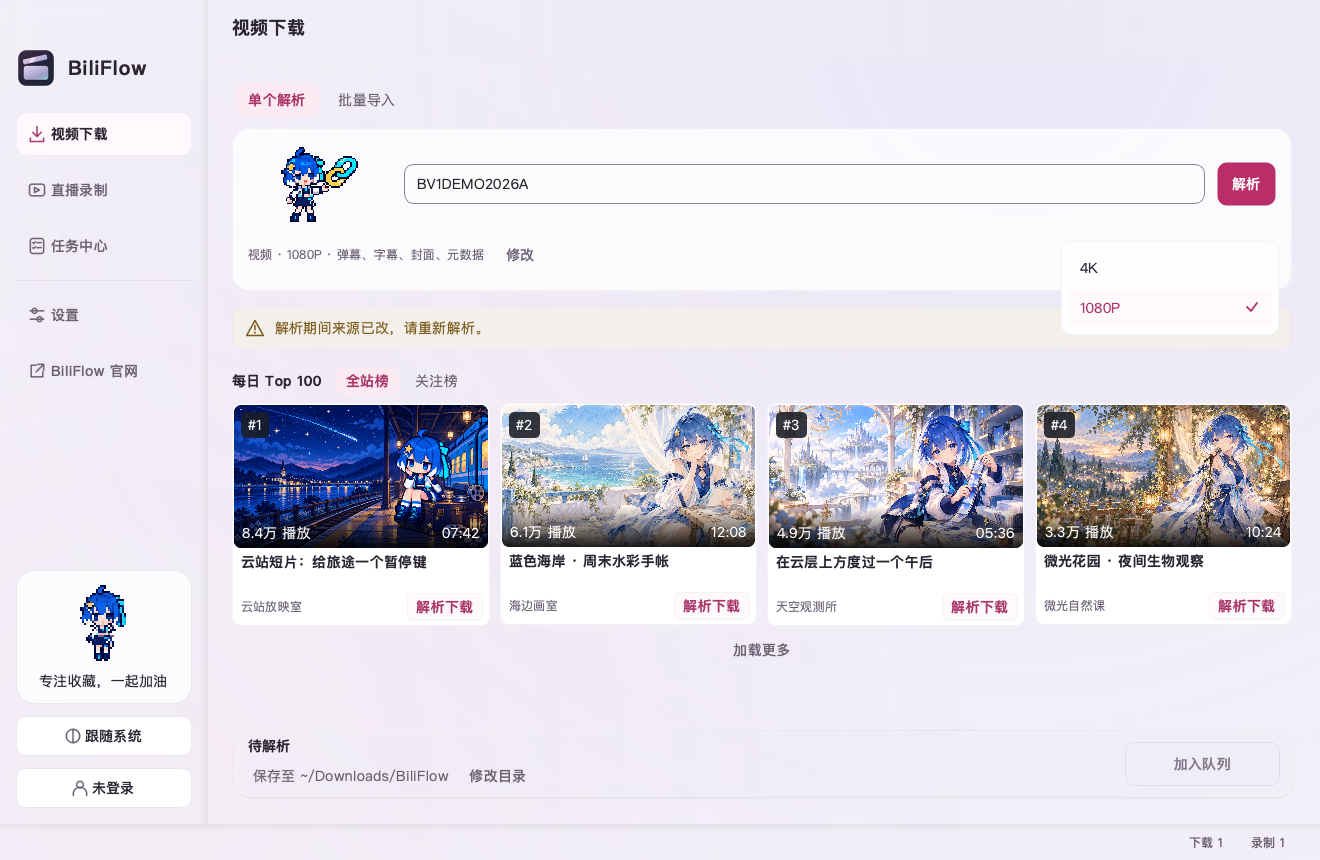 视频下载
BiliFlow
单个解析 批量导入
视频下载
BV1DEMO2026A
解析
直播录制
任务中心
视频 · 1080P · 弹幕、字幕、封面、元数据 修改
4K
1080P
设置
解析期间来源已改，请重新解析。
BiliFlow 官网
每日 Top 100 全站榜 关注榜
#1
8.4万 播放 07:42
云站短片：给旅途一个暂停键
云站放映室 解析下载
#2
6.1万 播放 12:08
蓝色海岸 · 周末水彩手帐
海边画室 解析下载
#3
4.9万 播放 05:36
在云层上方度过一个午后
天空观测所 解析下载
#4
3.3万 播放 10:24
微光花园 · 夜间生物观察
微光自然课 解析下载
加载更多
专注收藏，一起加油
跟随系统
未登录
待解析
保存至 ~/Downloads/BiliFlow 修改目录
加入队列
下载 1 录制 1